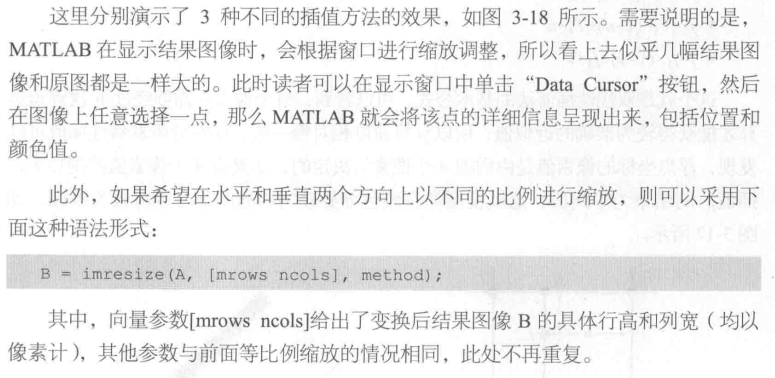 这里分别演示了 3 种不同的插值方法的效果，如图 3-18 所示。需要说明的是，
MATLAB 在显示结果图像时，会根据窗口进行缩放调整，所以看上去似乎几幅结果图
像和原图都是一样大的。此时读者可以在显示窗口中单击“Data Cursor”按钮，然后
在图像上任意选择一点，那么 MATLAB 就会将该点的详细信息呈现出来，包括位置和
颜色值。
此外，如果希望在水平和垂直两个方向上以不同的比例进行缩放，则可以采用下
面这种语法形式：
B = imresize(A, [mrows ncols], method);
其中，向量参数[mrows ncols]给出了变换后结果图像 B 的具体行高和列宽（均以
像素计），其他参数与前面等比例缩放的情况相同，此处不再重复。